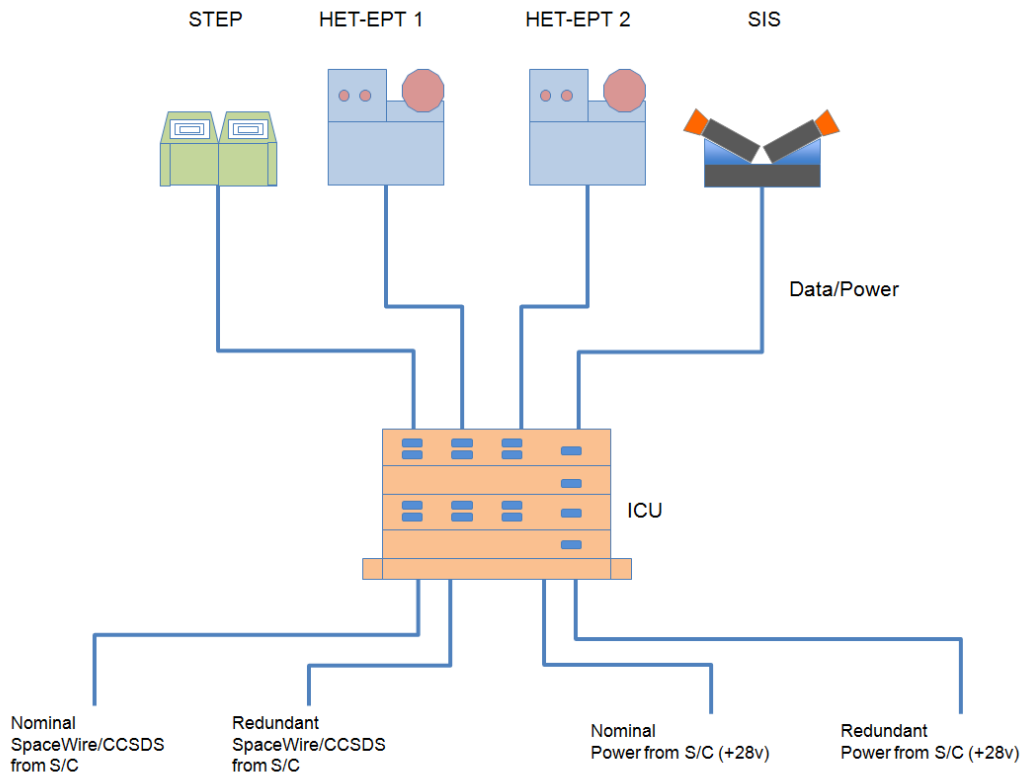 STEP
HET-EPT 1
HET-EPT 2
SIS
Data/Power
ICU
Nominal
SpaceWire/CCSDS
from S/C
Redundant
SpaceWire/CCSDS
from S/C
Nominal
Power from S/C (+28v)
Redundant
Power from S/C (+28v)